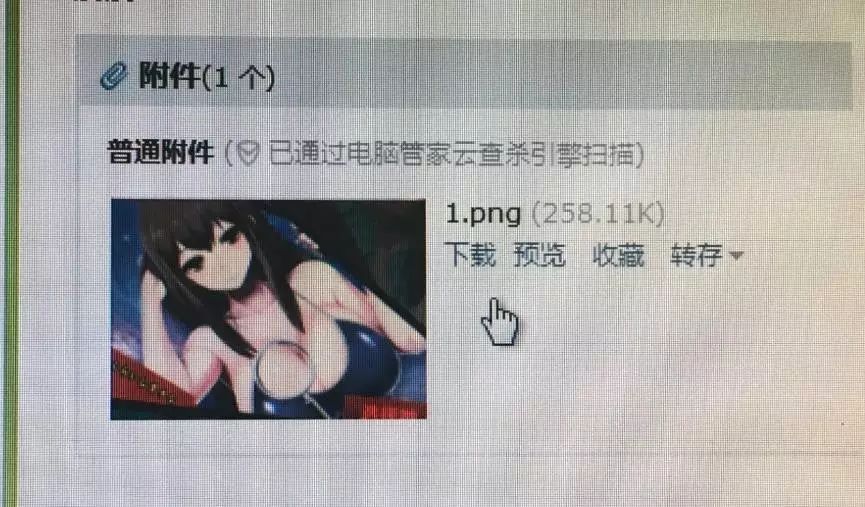 附件(1 个)
普通附件 (已通过电脑管家云查杀引擎扫描)
1.png (258.11K)
下载 预览 收藏 转存